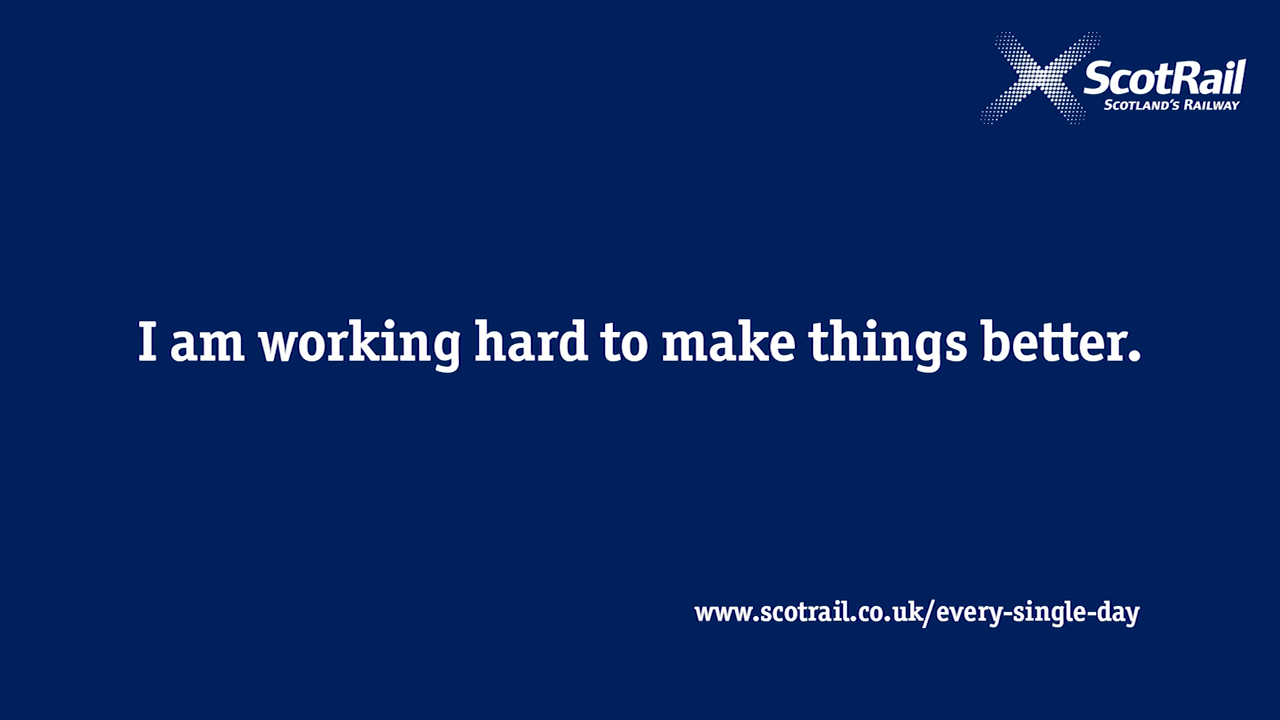 ScotRail
SCOTLAND'S RAILWAY
I am working hard to make things better.
www.scotrail.co.uk/every-single-day